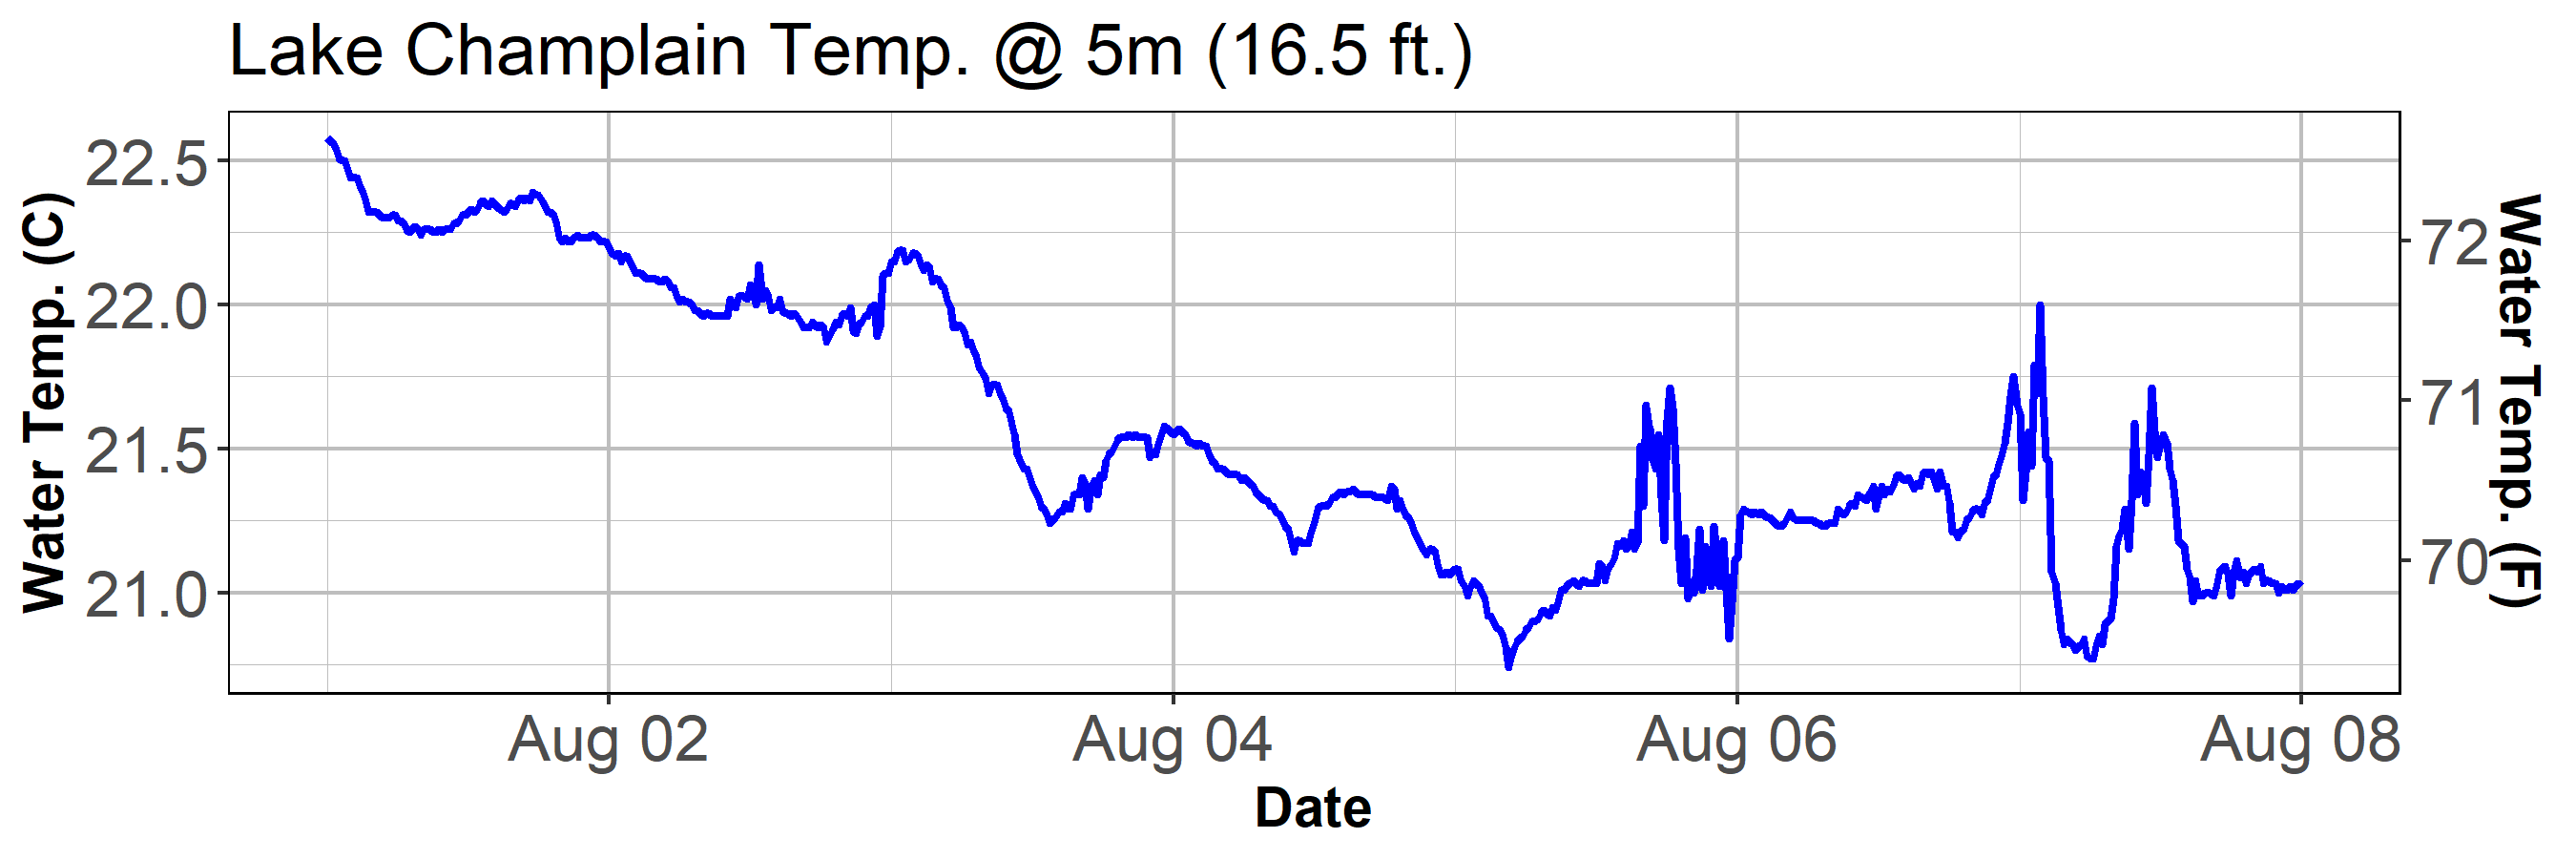 Lake Champlain Temp. @ 5m (16.5 ft.)
Water Temp. (C)
22.5
22.0
21.5
21.0
72
71
70
Water Temp. (F)
Aug 02
Aug 04
Aug 06
Aug 08
Date